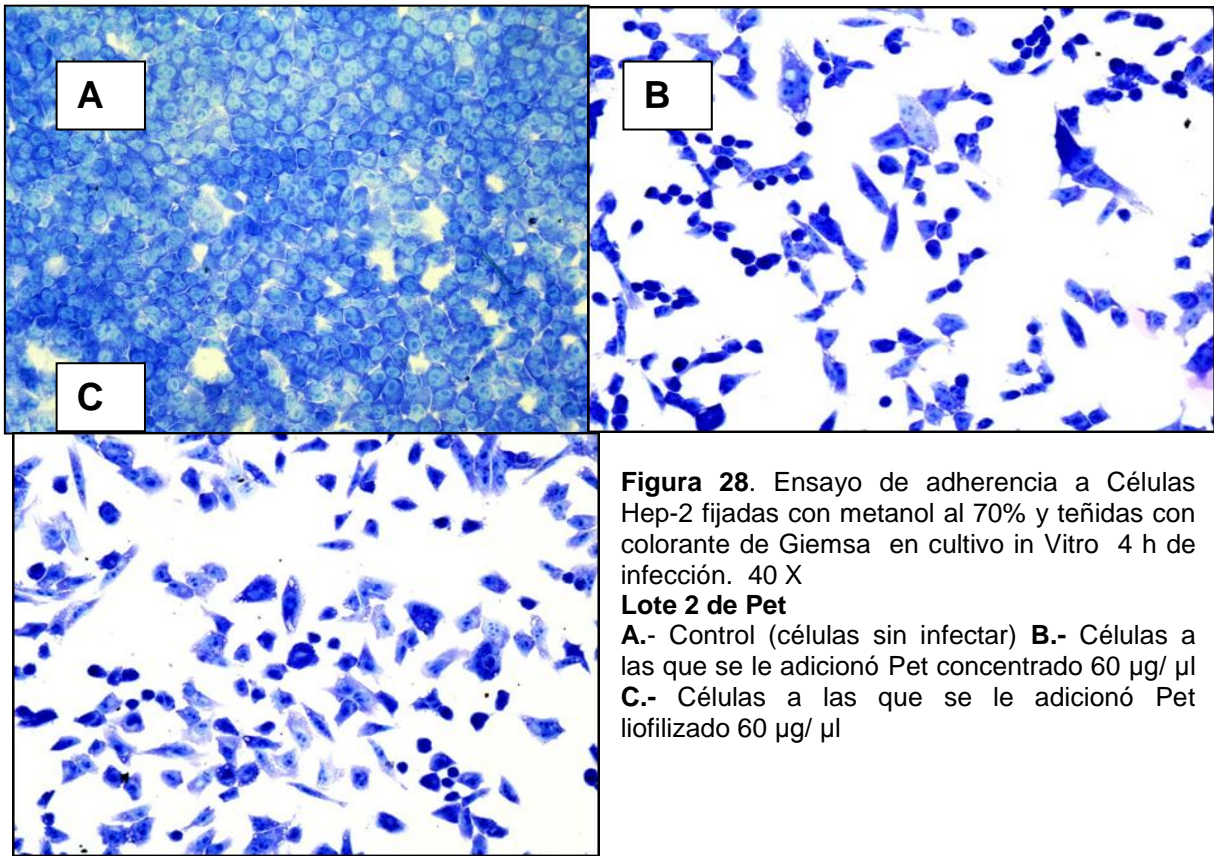 A
B
C
Figura 28. Ensayo de adherencia a Células
Hep-2 fijadas con metanol al 70% y teñidas con
colorante de Giemsa en cultivo in Vitro 4 h de
infección. 40 X
Lote 2 de Pet
A.- Control (células sin infectar) B.- Células a
las que se le adicionó Pet concentrado 60 µg/ µl
C.- Células a las que se le adicionó Pet
liofilizado 60 µg/ µl